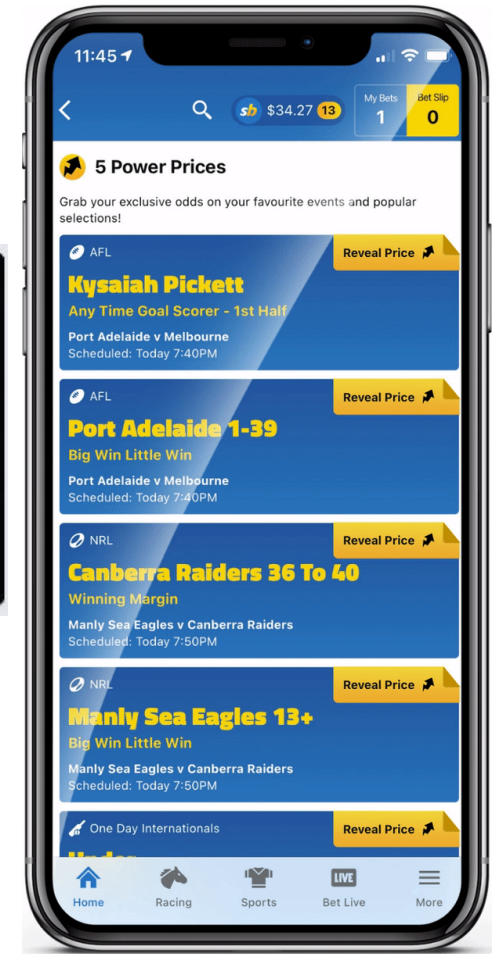 11:45
sb $34.27 13
My Bets
1
Bet Slip
0
5 Power Prices
Grab your exclusive odds on your favourite events and popular
selections!
AFL
Reveal Price
Kysaiah Pickett
Any Time Goal Scorer - 1st Half
Port Adelaide v Melbourne
Scheduled: Today 7:40PM
AFL
Reveal Price
Port Adelaide 1-39
Big Win Little Win
Port Adelaide v Melbourne
Scheduled: Today 7:40PM
NRL
Reveal Price
Canberra Raiders 36 To 40
Winning Margin
Manly Sea Eagles v Canberra Raiders
Scheduled: Today 7:50PM
NRL
Reveal Price
Manly Sea Eagles 13+
Big Win Little Win
Manly Sea Eagles v Canberra Raiders
Scheduled: Today 7:50PM
One Day Internationals
Reveal Price
Home
Racing
Sports
LIVE
Bet Live
More